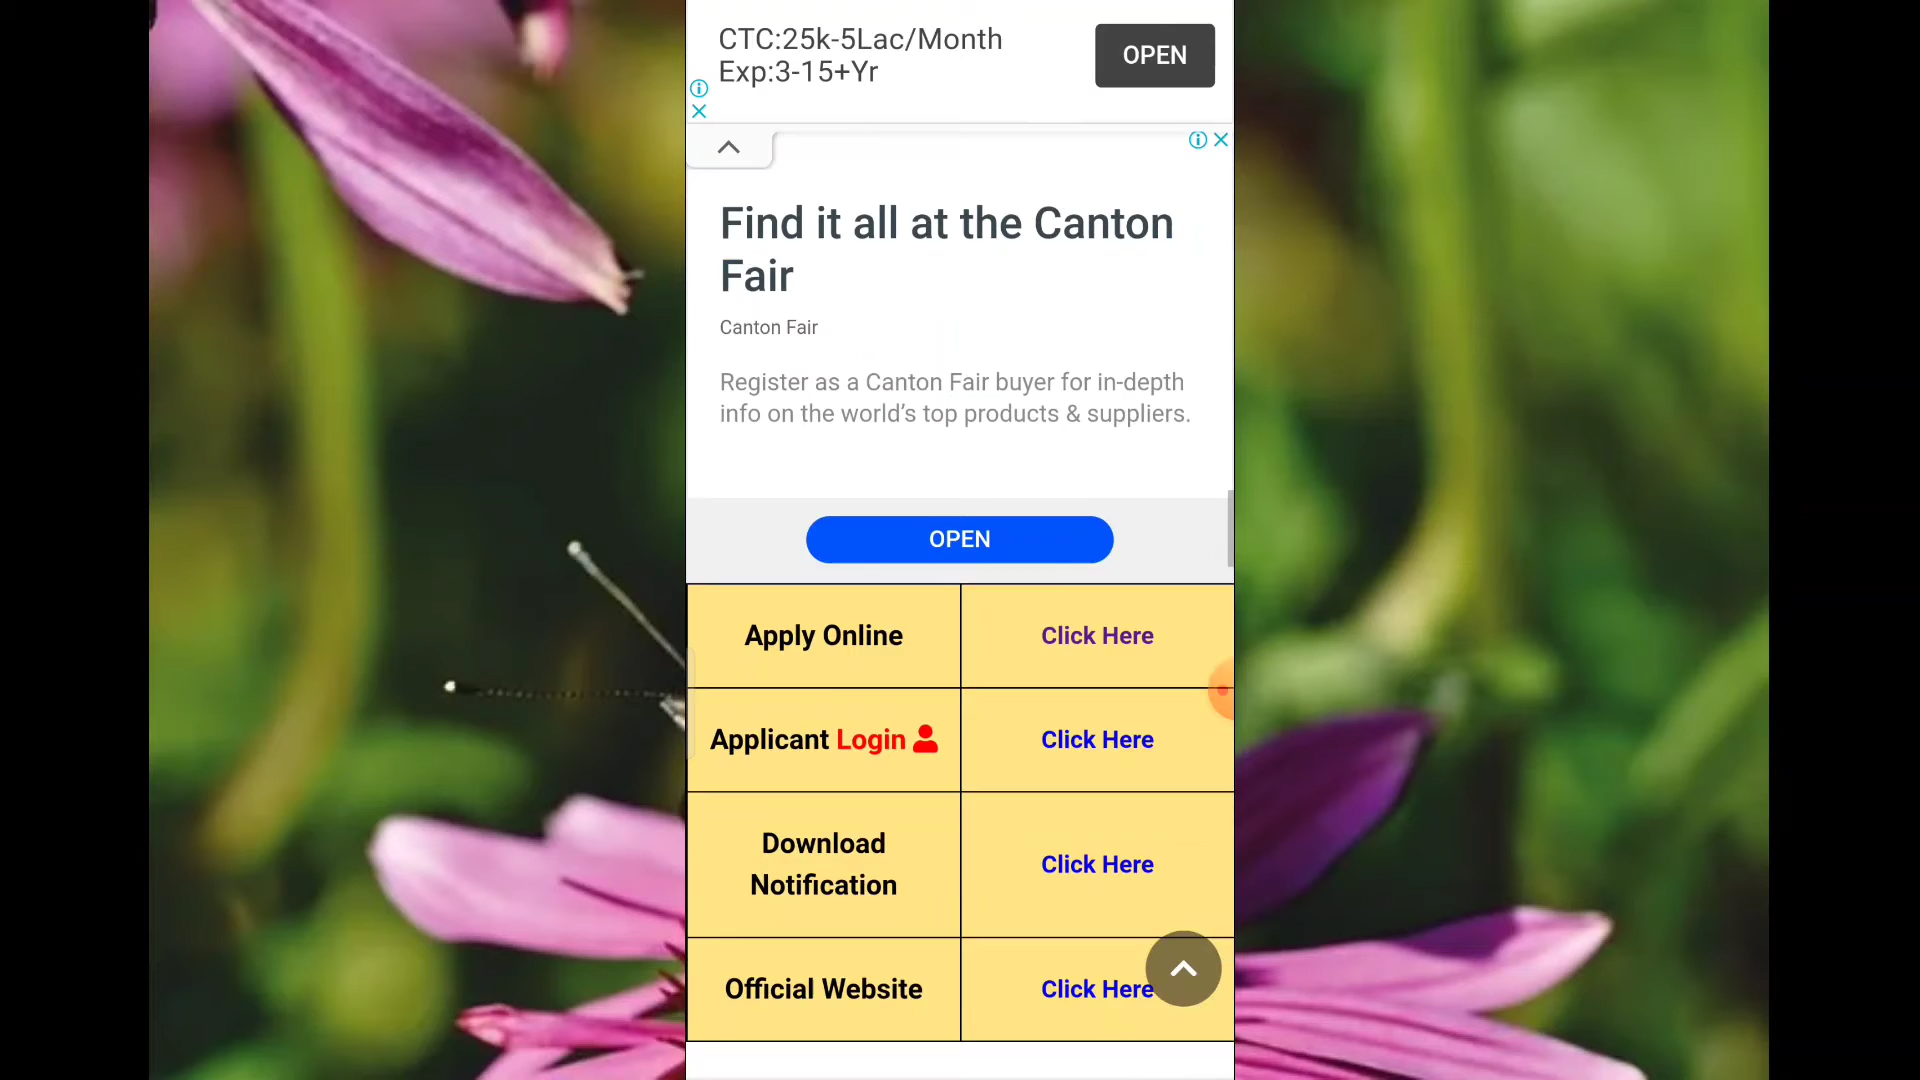 CTC:25k-5Lac/Month
Exp:3-15+Yr
OPEN
Find it all at the Canton
Fair
Canton Fair
Register as a Canton Fair buyer for in-depth
info on the world's top products & suppliers.
OPEN
Apply Online
Click Here
Applicant Login
Click Here
Download
Notification
Click Here
Official Website
Click Here